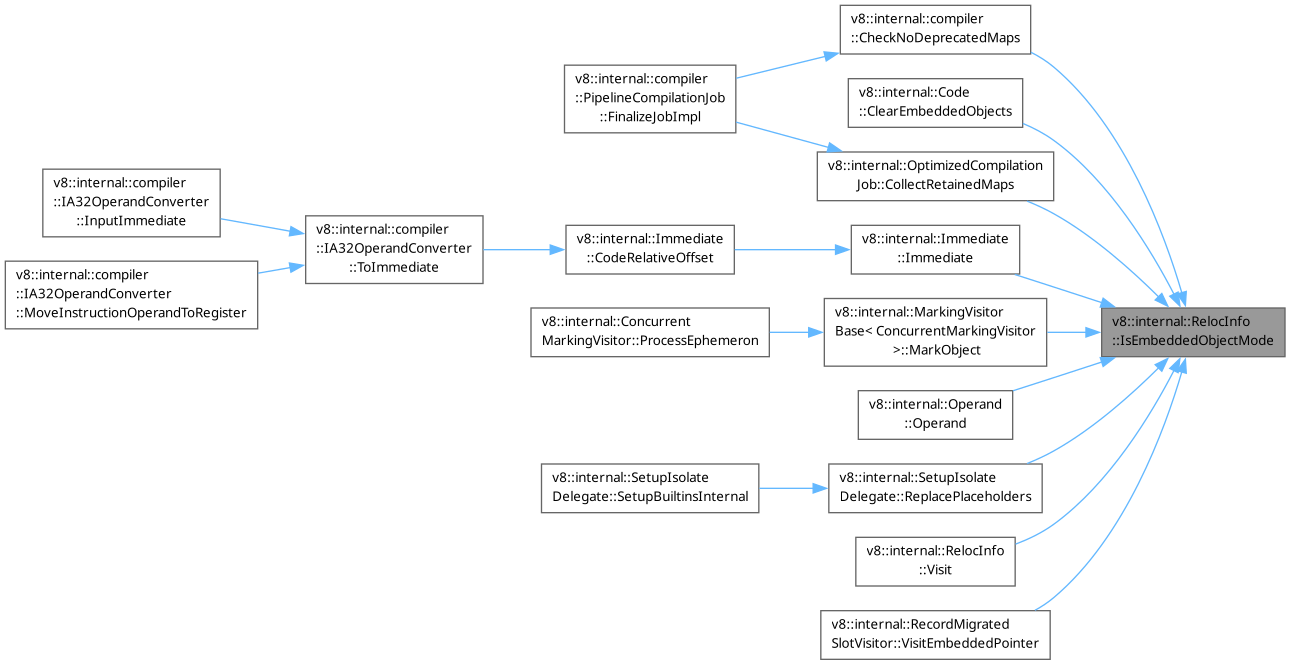 v8::internal::compiler
::CheckNoDeprecatedMaps
v8::internal::compiler
::PipelineCompilationJob
::FinalizeJobImpl
v8::internal::Code
::ClearEmbeddedObjects
v8::internal::OptimizedCompilation
Job::CollectRetainedMaps
v8::internal::compiler
::IA32OperandConverter
::InputImmediate
v8::internal::compiler
::IA32OperandConverter
::ToImmediate
v8::internal::Immediate
::CodeRelativeOffset
v8::internal::Immediate
::Immediate
v8::internal::compiler
::IA32OperandConverter
::MoveInstructionOperandToRegister
v8::internal::Concurrent
MarkingVisitor::ProcessEphemeron
v8::internal::MarkingVisitor
Base< ConcurrentMarkingVisitor
>::MarkObject
v8::internal::RelocInfo
::IsEmbeddedObjectMode
v8::internal::Operand
::Operand
v8::internal::SetupIsolate
Delegate::SetupBuiltinsInternal
v8::internal::SetupIsolate
Delegate::ReplacePlaceholders
v8::internal::RelocInfo
::Visit
v8::internal::RecordMigrated
SlotVisitor::VisitEmbeddedPointer